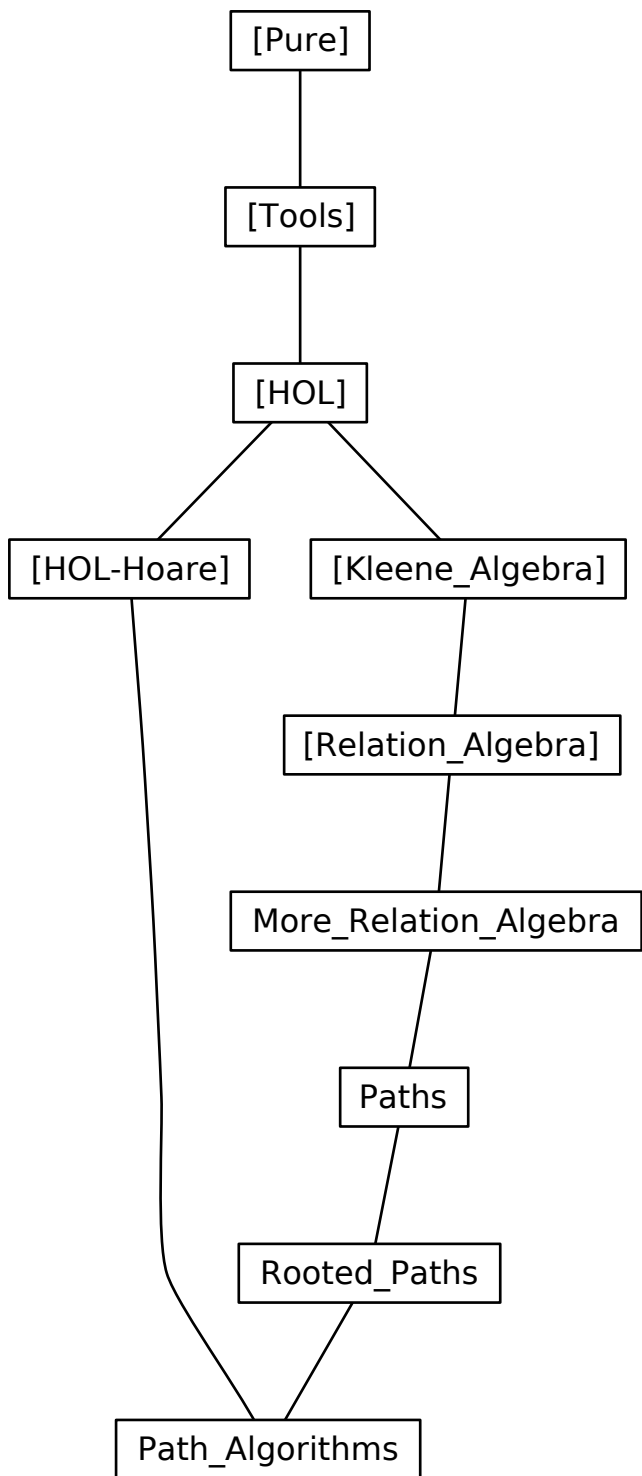 [Pure]
[Tools]
[HOL]
[HOL-Hoare]
[Kleene_Algebra]
[Relation_Algebra]
More_Relation_Algebra
Paths
Rooted_Paths
Path_Algorithms